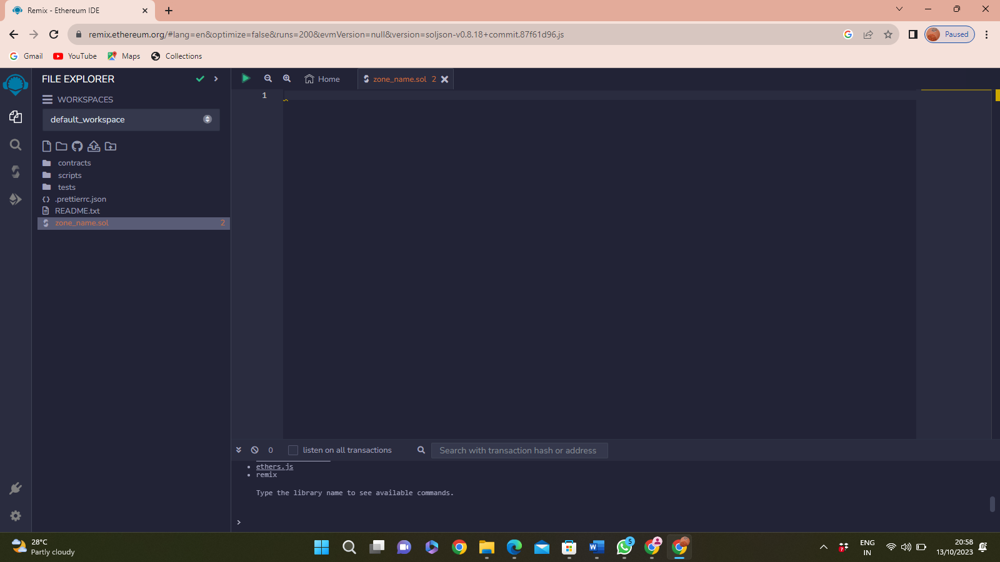 Remix - Ethereum IDE
remix.ethereum.org/#lang=en&optimize=false&runs=200&evmVersion=null&version=soljson-v0.8.18+commit.87f61d96.js
Paused
Gmail YouTube Maps Collections
FILE EXPLORER
Home
zone_name.sol 2
WORKSPACES
default_workspace
1
contracts
scripts
tests
{} .prettierrc.json
README.txt
zone_name.sol 2
0 listen on all transactions Search with transaction hash or address
• ethers.js
• remix
Type the library name to see available commands.
>
28°C
Partly cloudy
5
7
ENG
IN
20:58
13/10/2023